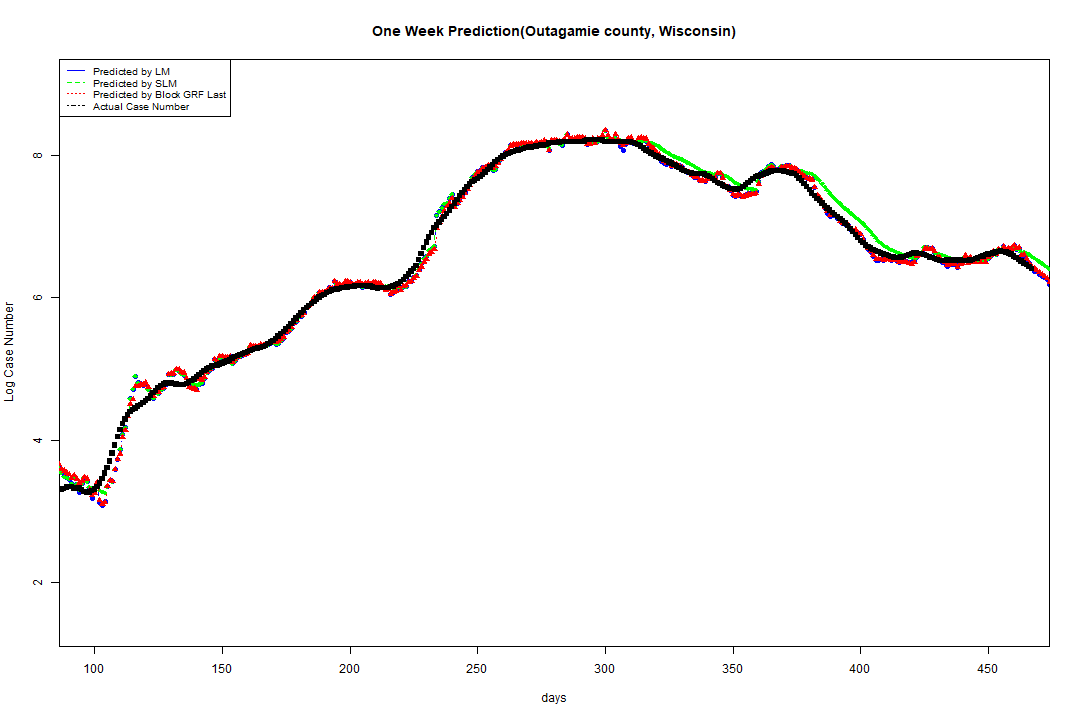 One Week Prediction(Outagamie county, Wisconsin)
Predicted by LM
Predicted by SLM
Predicted by Block GRF Last
Actual Case Number
8
6
4
2
Log Case Number
100 150 200 250 300 350 400 450
days